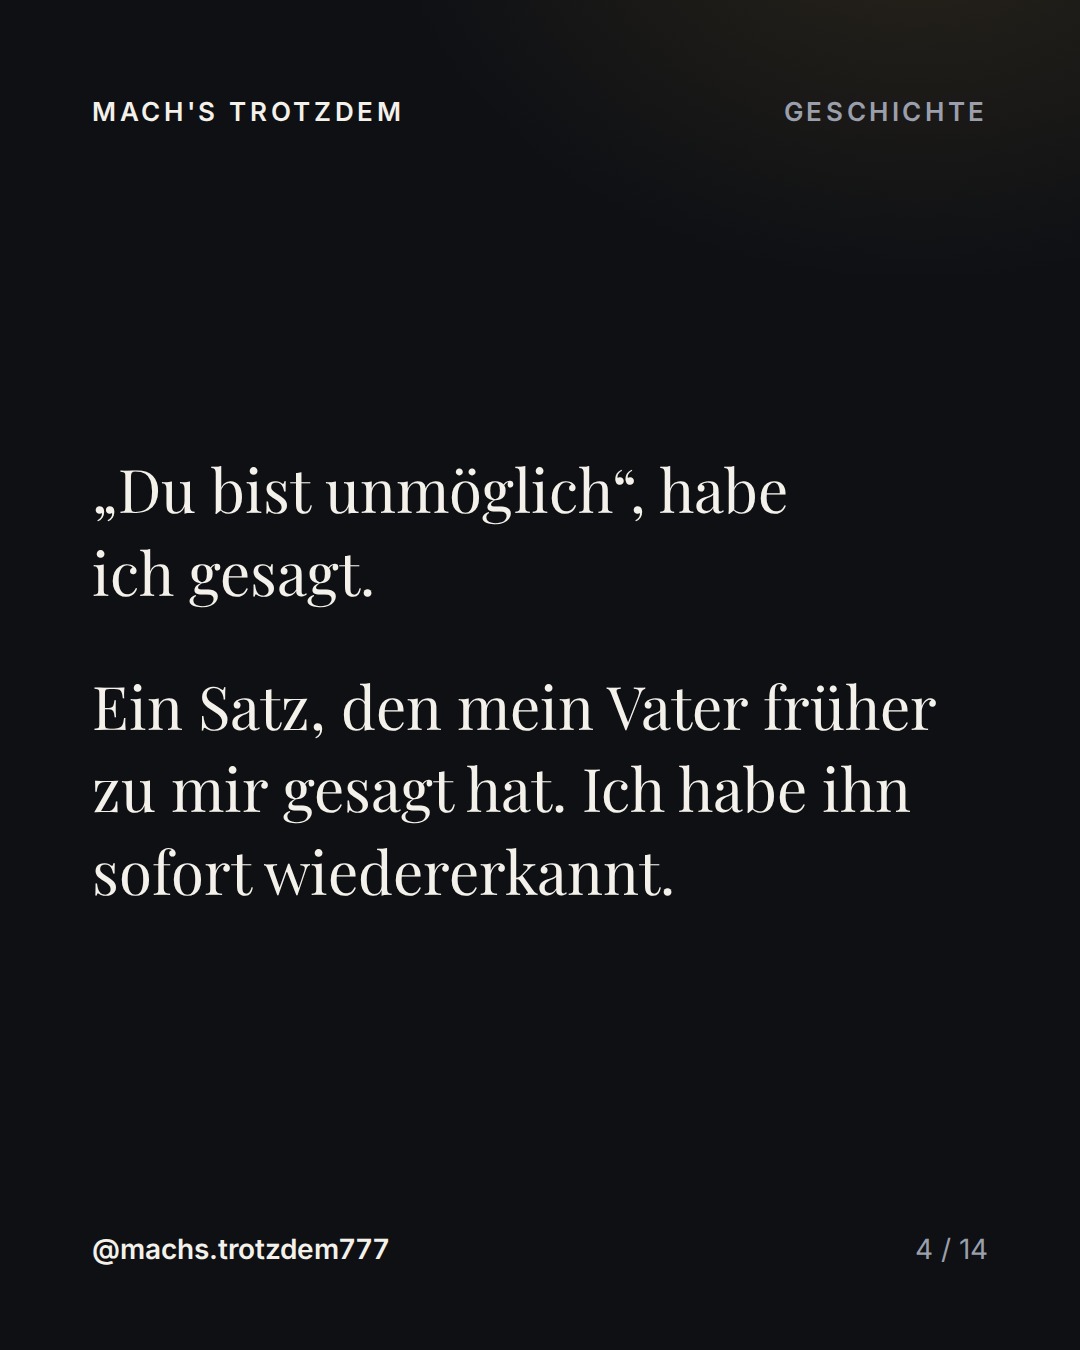 MACH'S TROTZDEM
GESCHICHTE
„Du bist unmöglich“, habe
ich gesagt.
Ein Satz, den mein Vater früher
zu mir gesagt hat. Ich habe ihn
sofort wiedererkannt.
@machs.trotzdem777
4 / 14